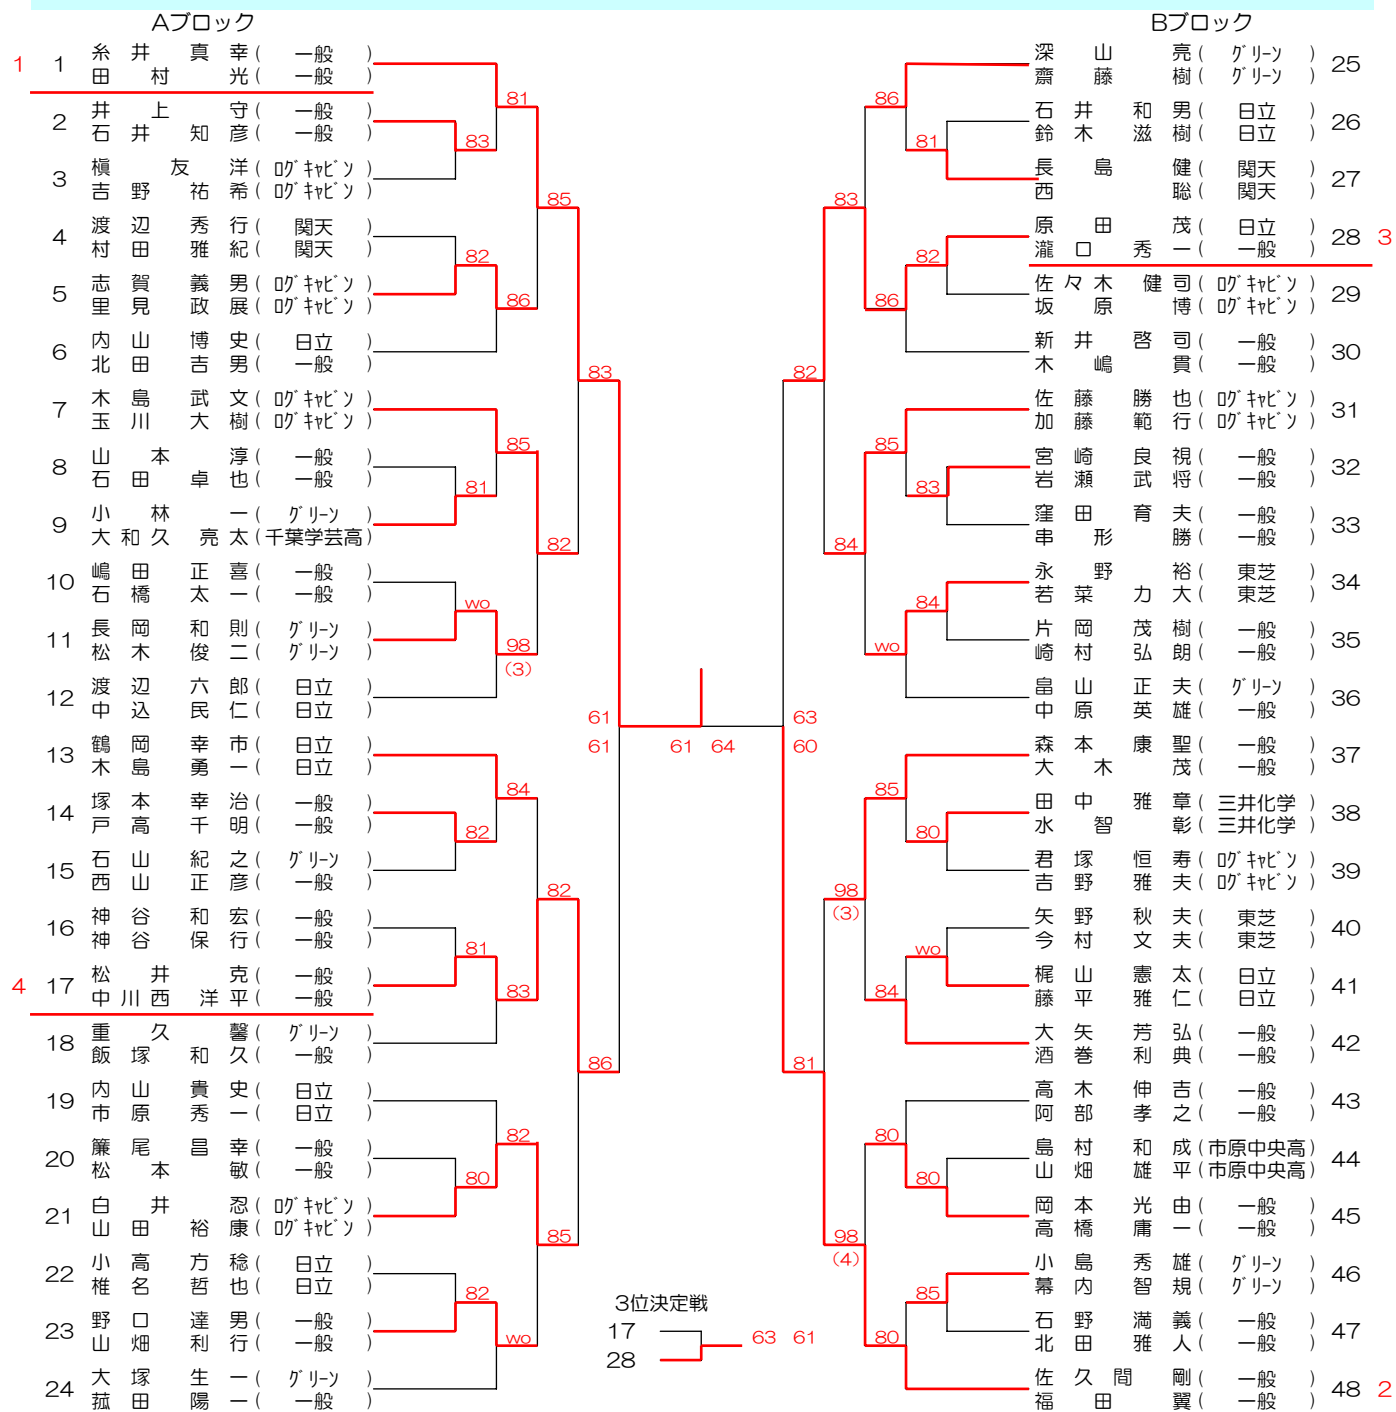 Aブロック
1 1 糸井 真幸 ( 一般 )
田村 光 ( 一般 )
2 井上 守 ( 一般 )
石井 知彦 ( 一般 )
3 槇 友洋 ( ﾛｸﾞｷｬﾋﾞﾝ )
吉野 祐希 ( ﾛｸﾞｷｬﾋﾞﾝ )
4 渡辺 秀行 ( 関天 )
村田 雅紀 ( 関天 )
5 志賀 義男 ( ﾛｸﾞｷｬﾋﾞﾝ )
里見 政展 ( ﾛｸﾞｷｬﾋﾞﾝ )
6 内山 博史 ( 日立 )
北田 吉男 ( 一般 )
7 木島 武文 ( ﾛｸﾞｷｬﾋﾞﾝ )
玉川 大樹 ( ﾛｸﾞｷｬﾋﾞﾝ )
8 山本 淳 ( 一般 )
石田 卓也 ( 一般 )
9 小林 一 ( ｸﾞﾘｰﾝ )
大和久 亮太 ( 千葉学芸高 )
10 嶋田 正喜 ( 一般 )
石橋 太一 ( 一般 )
11 長岡 和則 ( ｸﾞﾘｰﾝ )
松木 俊二 ( ｸﾞﾘｰﾝ )
12 渡辺 六郎 ( 日立 )
中込 民仁 ( 日立 )
13 鶴岡 幸市 ( 日立 )
木島 勇一 ( 日立 )
14 塚本 幸治 ( 一般 )
戸高 千明 ( 一般 )
15 石山 紀之 ( ｸﾞﾘｰﾝ )
西山 正彦 ( 一般 )
16 神谷 和宏 ( 一般 )
神谷 保行 ( 一般 )
4 17 松井 克 ( 一般 )
中川西 洋平 ( 一般 )
18 重久 馨 ( ｸﾞﾘｰﾝ )
飯塚 和久 ( 一般 )
19 内山 貴史 ( 日立 )
市原 秀一 ( 日立 )
20 簾尾 昌幸 ( 一般 )
松本 敏 ( 一般 )
21 白井 忍 ( ﾛｸﾞｷｬﾋﾞﾝ )
山田 裕康 ( ﾛｸﾞｷｬﾋﾞﾝ )
22 小高 方稔 ( 日立 )
椎名 哲也 ( 日立 )
23 野口 達男 ( 一般 )
山畑 利行 ( 一般 )
24 大塚 生一 ( ｸﾞﾘｰﾝ )
菰田 陽一 ( 一般 )
83
82
81
wo
82
81
80
82
81
86
85
98
(3)
84
83
82
wo
85
82
82
85
83
86
61
61
61 64
63
60
3位決定戦
17
28
63 61
82
81
83
84
98
(3)
98
(4)
86
86
85
wo
85
84
80
80
81
82
83
84
80
wo
80
85
Bブロック
深山 亮 ( ｸﾞﾘｰﾝ ) 25
齋藤 樹 ( ｸﾞﾘｰﾝ )
石井 和男 ( 日立 ) 26
鈴木 滋樹 ( 日立 )
長島 健 ( 関天 ) 27
西 聡 ( 関天 )
原田 茂 ( 日立 ) 28 3
瀧口 秀一 ( 一般 )
佐々木 健司 ( ﾛｸﾞｷｬﾋﾞﾝ ) 29
坂原 博 ( ﾛｸﾞｷｬﾋﾞﾝ )
新井 啓司 ( 一般 ) 30
木嶋 貫 ( 一般 )
佐藤 勝也 ( ﾛｸﾞｷｬﾋﾞﾝ ) 31
加藤 範行 ( ﾛｸﾞｷｬﾋﾞﾝ )
宮崎 良視 ( 一般 ) 32
岩瀬 武将 ( 一般 )
窪田 育夫 ( 一般 ) 33
串形 勝 ( 一般 )
永野 裕 ( 東芝 ) 34
若菜 力大 ( 東芝 )
片岡 茂樹 ( 一般 ) 35
崎村 弘朗 ( 一般 )
畠山 正夫 ( ｸﾞﾘｰﾝ ) 36
中原 英雄 ( 一般 )
森本 康聖 ( 一般 ) 37
大木 茂 ( 一般 )
田中 雅章 ( 三井化学 ) 38
水智 彰 ( 三井化学 )
君塚 恒寿 ( ﾛｸﾞｷｬﾋﾞﾝ ) 39
吉野 雅夫 ( ﾛｸﾞｷｬﾋﾞﾝ )
矢野 秋夫 ( 東芝 ) 40
今村 文夫 ( 東芝 )
梶山 憲太 ( 日立 ) 41
藤平 雅仁 ( 日立 )
大矢 芳弘 ( 一般 ) 42
酒巻 利典 ( 一般 )
高木 伸吉 ( 一般 ) 43
阿部 孝之 ( 一般 )
島村 和成 ( 市原中央高 ) 44
山畑 雄平 ( 市原中央高 )
岡本 光由 ( 一般 ) 45
高橋 庸一 ( 一般 )
小島 秀雄 ( ｸﾞﾘｰﾝ ) 46
幕内 智規 ( ｸﾞﾘｰﾝ )
石野 満義 ( 一般 ) 47
北田 雅人 ( 一般 )
佐久間 剛 ( 一般 ) 48 2
福田 翼 ( 一般 )